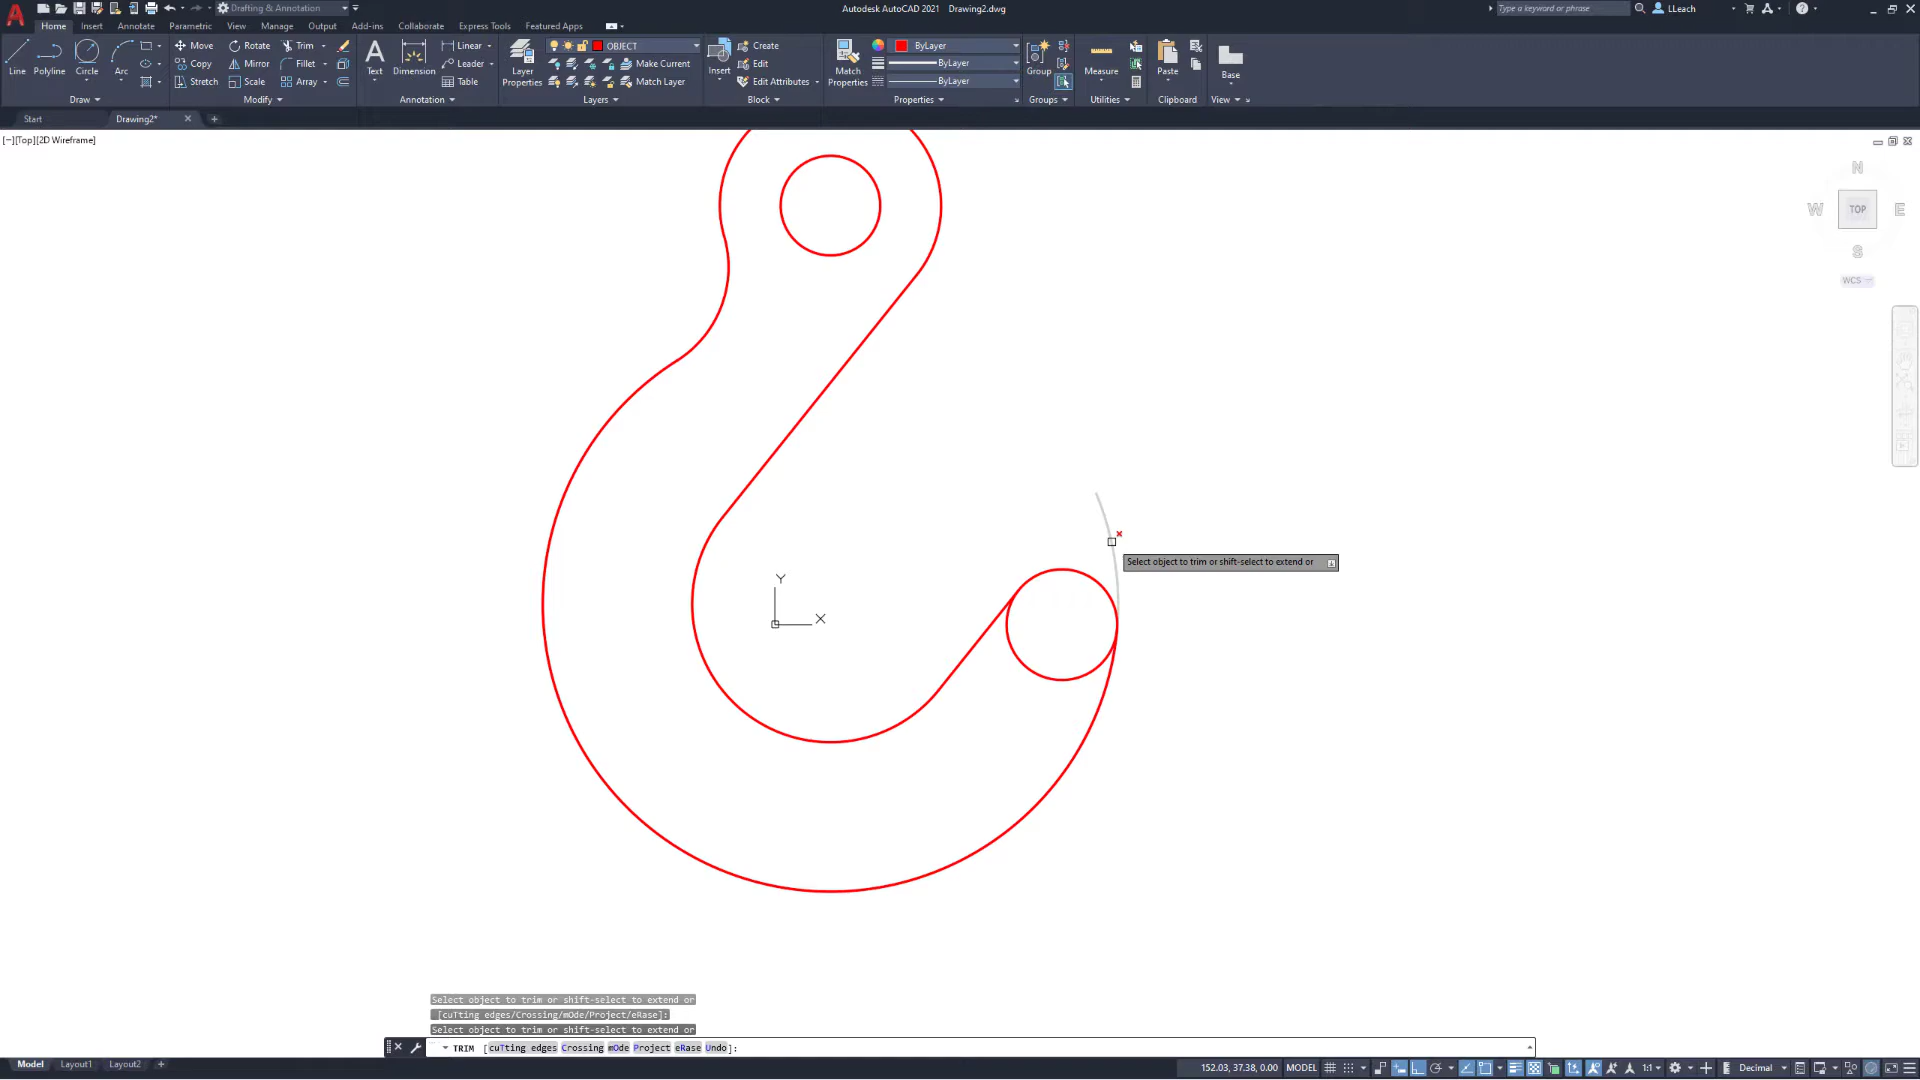 Drafting & Annotation
Autodesk AutoCAD 2021 Drawing2.dwg
Type a keyword or phrase
LLeach
Home Insert Annotate Parametric View Manage Output Add-ins Collaborate Express Tools Featured Apps
Line Polyline Circle Arc
Draw
Move Rotate Trim
Copy Mirror Fillet
Stretch Scale Array
Modify
Text Dimension
Linear
Leader
Table
Annotation
Layer Properties
OBJECT
Make Current
Match Layer
Layers
Insert
Create
Edit
Edit Attributes
Block
Match Properties
ByLayer
ByLayer
ByLayer
Properties
Group
Groups
Measure
Utilities
Paste
Clipboard
Base
View
Start Drawing2*
[−][Top][2D Wireframe]
N
W TOP E
S
WCS
Select object to trim or shift-select to extend or
Y
X
Select object to trim or shift-select to extend or
[cuTting edges/Crossing/mOde/Project/eRase]:
Select object to trim or shift-select to extend or
TRIM [cuTting edges Crossing mOde Project eRase Undo]:
Model Layout1 Layout2
152.03, 37.38, 0.00 MODEL 1:1 Decimal